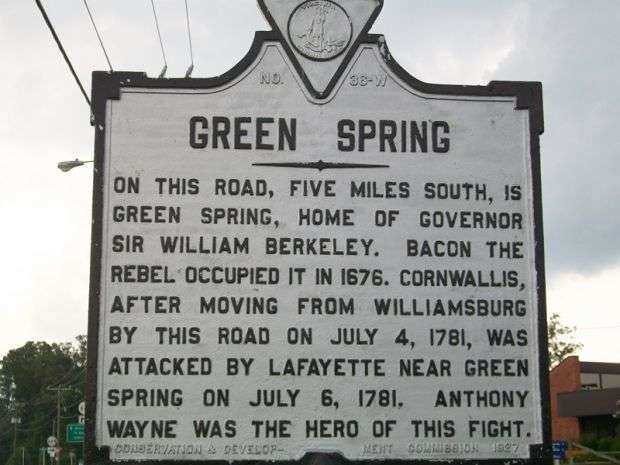 NO. 36-W
GREEN SPRING
ON THIS ROAD, FIVE MILES SOUTH, IS
GREEN SPRING, HOME OF GOVERNOR
SIR WILLIAM BERKELEY. BACON THE
REBEL OCCUPIED IT IN 1676. CORNWALLIS,
AFTER MOVING FROM WILLIAMSBURG
BY THIS ROAD ON JULY 4, 1781, WAS
ATTACKED BY LAFAYETTE NEAR GREEN
SPRING ON JULY 6, 1781. ANTHONY
WAYNE WAS THE HERO OF THIS FIGHT.
CONSERVATION & DEVELOP- MENT COMMISSION 1927